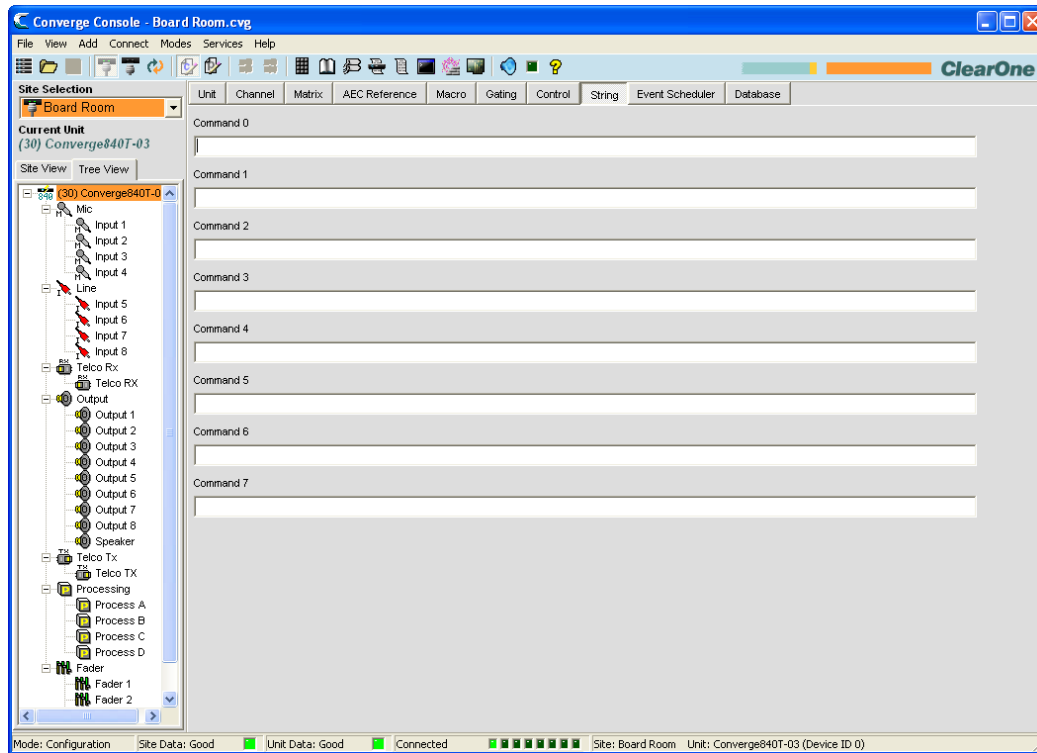 Converge Console - Board Room.cvg
File View Add Connect Modes Services Help
ClearOne
Site Selection
Board Room
Current Unit
(30) Converge840T-03
Site View Tree View
Unit Channel Matrix AEC Reference Macro Gating Control String Event Scheduler Database
(30) Converge840T-0
Mic
Input 1
Input 2
Input 3
Input 4
Line
Input 5
Input 6
Input 7
Input 8
Telco Rx
Telco RX
Output
Output 1
Output 2
Output 3
Output 4
Output 5
Output 6
Output 7
Output 8
Speaker
Telco Tx
Telco TX
Processing
Process A
Process B
Process C
Process D
Fader
Fader 1
Fader 2
Command 0
Command 1
Command 2
Command 3
Command 4
Command 5
Command 6
Command 7
Mode: Configuration Site Data: Good Unit Data: Good Connected Site: Board Room Unit: Converge840T-03 (Device ID 0)